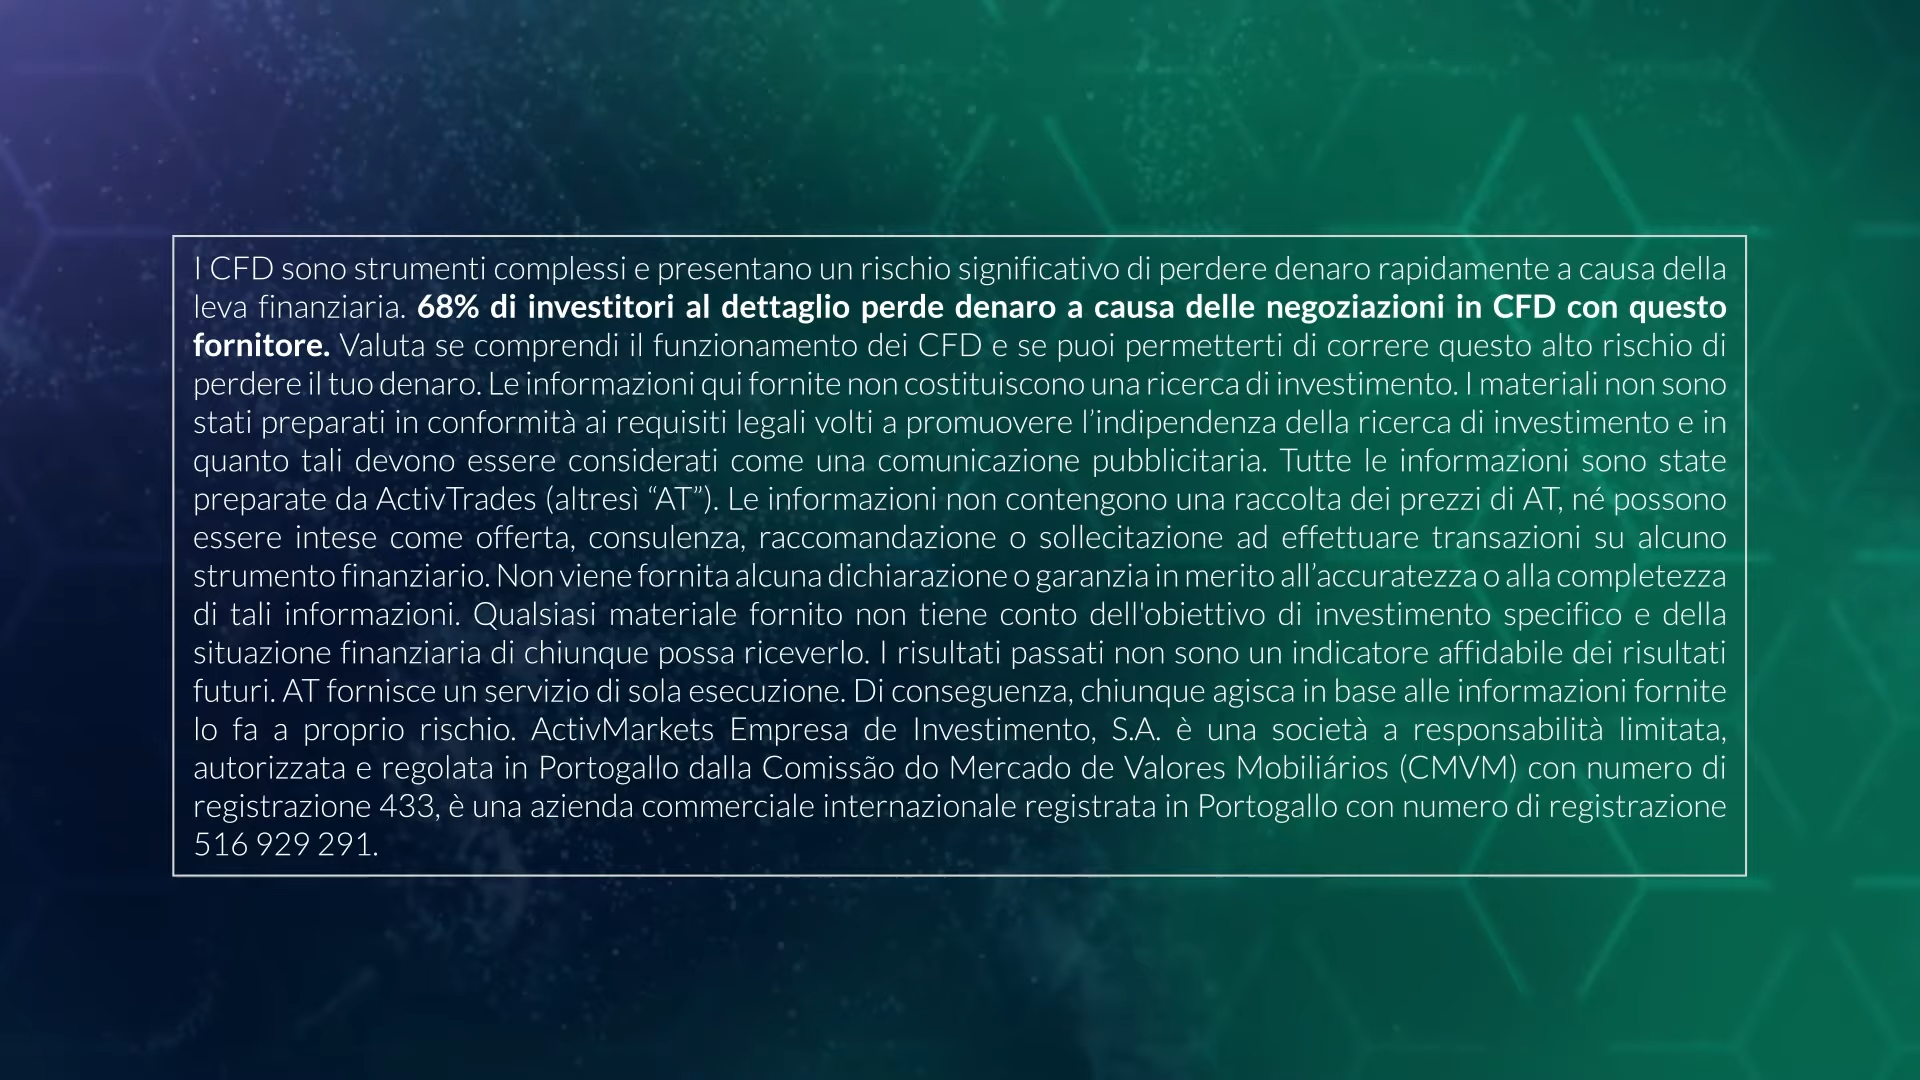 I CFD sono strumenti complessi e presentano un rischio significativo di perdere denaro rapidamente a causa della
leva finanziaria. 68% di investitori al dettaglio perde denaro a causa delle negoziazioni in CFD con questo
fornitore. Valuta se comprendi il funzionamento dei CFD e se puoi permetterti di correre questo alto rischio di
perdere il tuo denaro. Le informazioni qui fornite non costituiscono una ricerca di investimento. I materiali non sono
stati preparati in conformità ai requisiti legali volti a promuovere l’indipendenza della ricerca di investimento e in
quanto tali devono essere considerati come una comunicazione pubblicitaria. Tutte le informazioni sono state
preparate da ActivTrades (altresì “AT”). Le informazioni non contengono una raccolta dei prezzi di AT, né possono
essere intese come offerta, consulenza, raccomandazione o sollecitazione ad effettuare transazioni su alcuno
strumento finanziario. Non viene fornita alcuna dichiarazione o garanzia in merito all’accuratezza o alla completezza
di tali informazioni. Qualsiasi materiale fornito non tiene conto dell'obiettivo di investimento specifico e della
situazione finanziaria di chiunque possa riceverlo. I risultati passati non sono un indicatore affidabile dei risultati
futuri. AT fornisce un servizio di sola esecuzione. Di conseguenza, chiunque agisca in base alle informazioni fornite
lo fa a proprio rischio. ActivMarkets Empresa de Investimento, S.A. è una società a responsabilità limitata,
autorizzata e regolata in Portogallo dalla Comissão do Mercado de Valores Mobiliários (CMVM) con numero di
registrazione 433, è una azienda commerciale internazionale registrata in Portogallo con numero di registrazione
516 929 291.